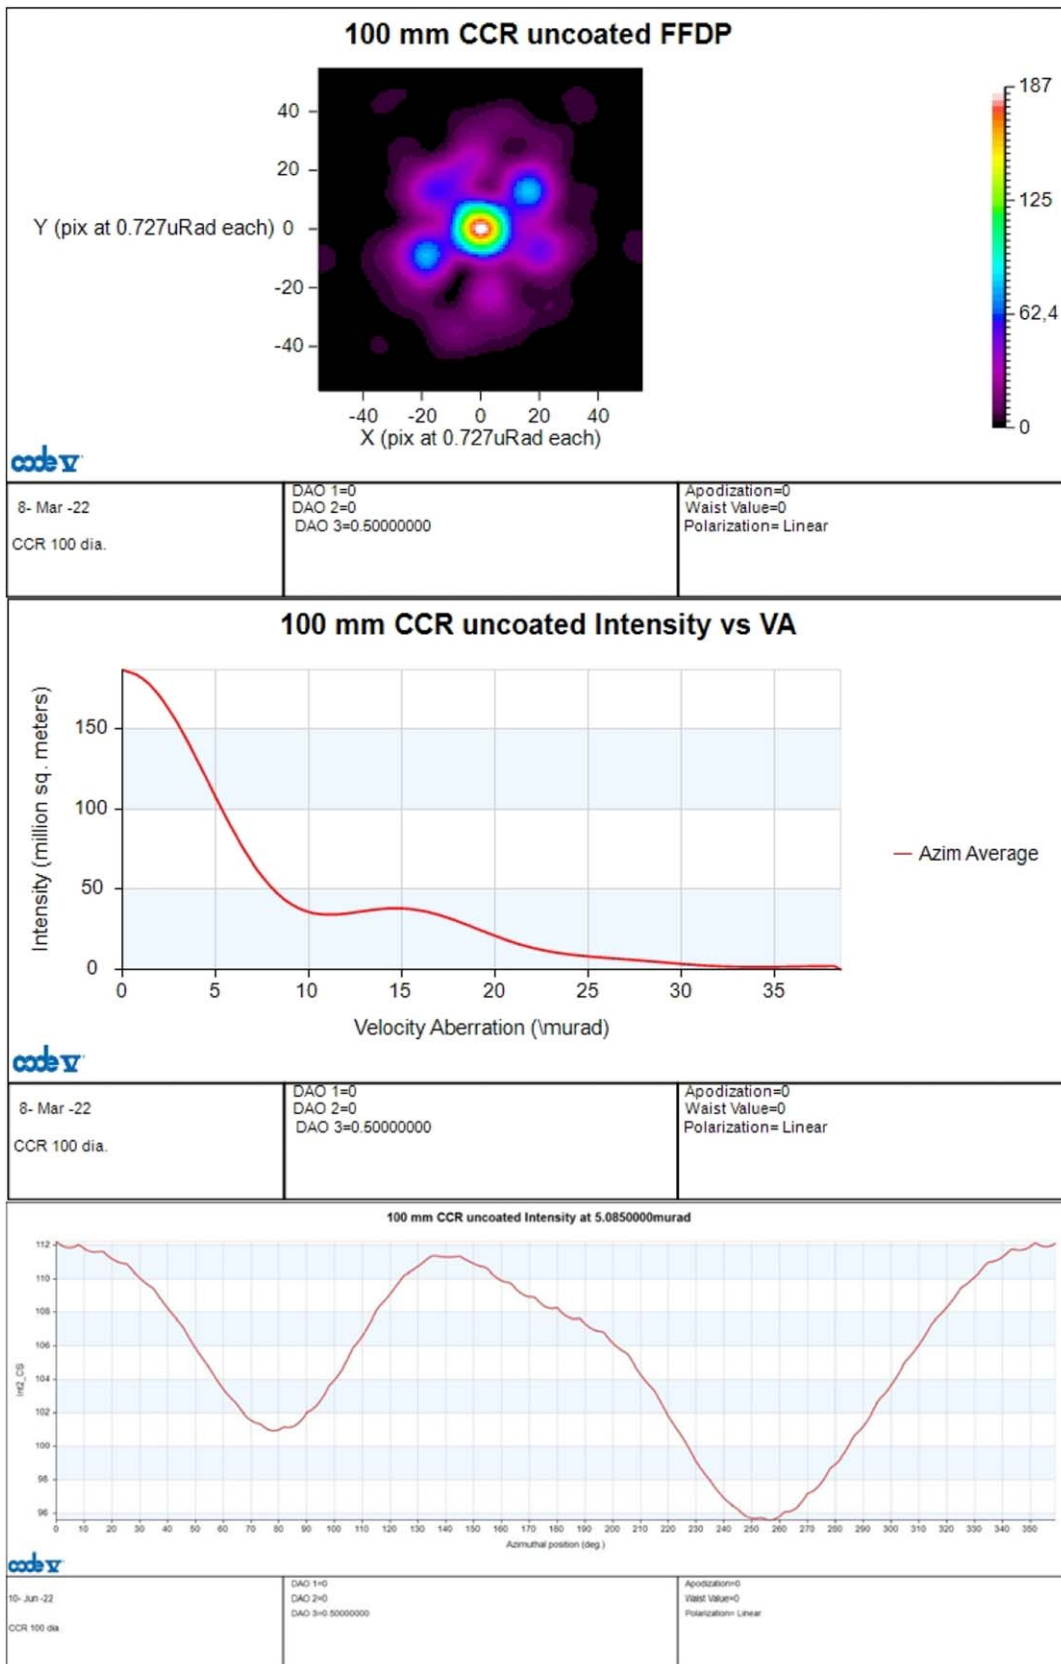 100 mm CCR uncoated FFDP
187
125
62,4
0
40
20
Y (pix at 0.727uRad each) 0
-20
-40
-40 -20 0 20 40
X (pix at 0.727uRad each)
code V
8- Mar -22
CCR 100 dia.
DAO 1=0
DAO 2=0
DAO 3=0.50000000
Apodization=0
Waist Value=0
Polarization= Linear
100 mm CCR uncoated Intensity vs VA
Intensity (million sq. meters)
150
100
50
0
0 5 10 15 20 25 30 35
Velocity Aberration (\murad)
Azim Average
code V
8- Mar -22
CCR 100 dia.
DAO 1=0
DAO 2=0
DAO 3=0.50000000
Apodization=0
Waist Value=0
Polarization= Linear
100 mm CCR uncoated Intensity at 5.0850000murad
Int2_CS
112
110
108
106
104
102
100
98
96
0 10 20 30 40 50 60 70 80 90 100 110 120 130 140 150 160 170 180 190 200 210 220 230 240 250 260 270 280 290 300 310 320 330 340 350
Azimuthal position (deg.)
code V
10- Jun -22
CCR 100 dia
DAO 1=0
DAO 2=0
DAO 3=0.50000000
Apodization=0
Waist Value=0
Polarization= Linear